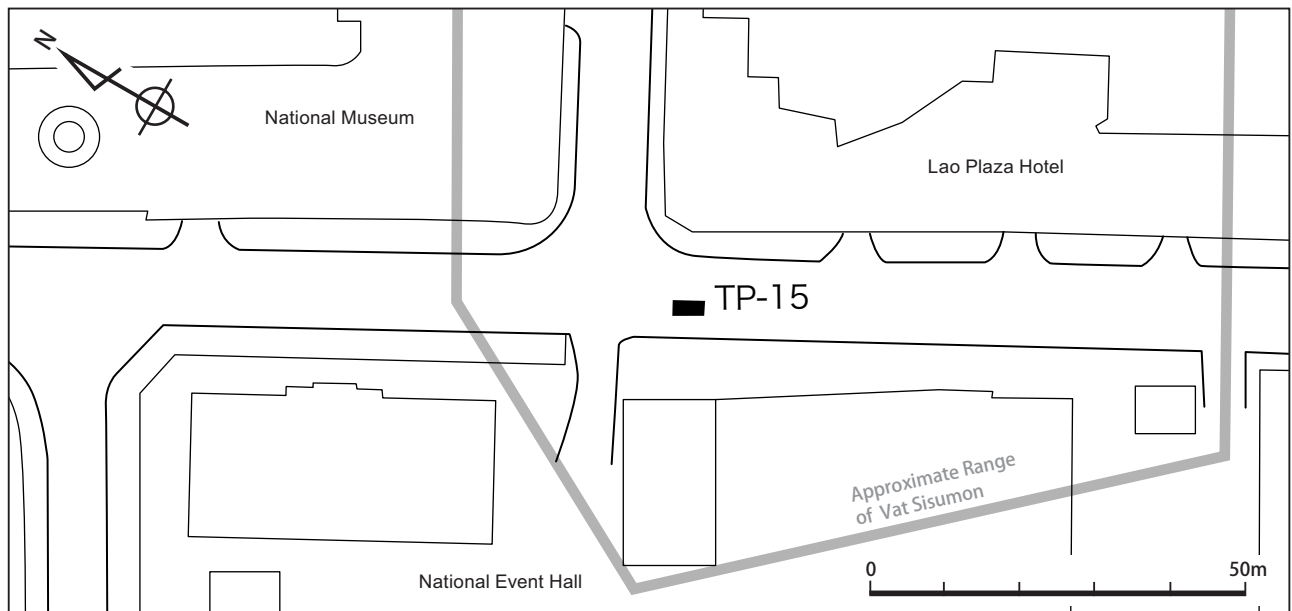 N
National Museum
Lao Plaza Hotel
TP-15
Approximate Range
of Vat Sisumon
National Event Hall
0
50m